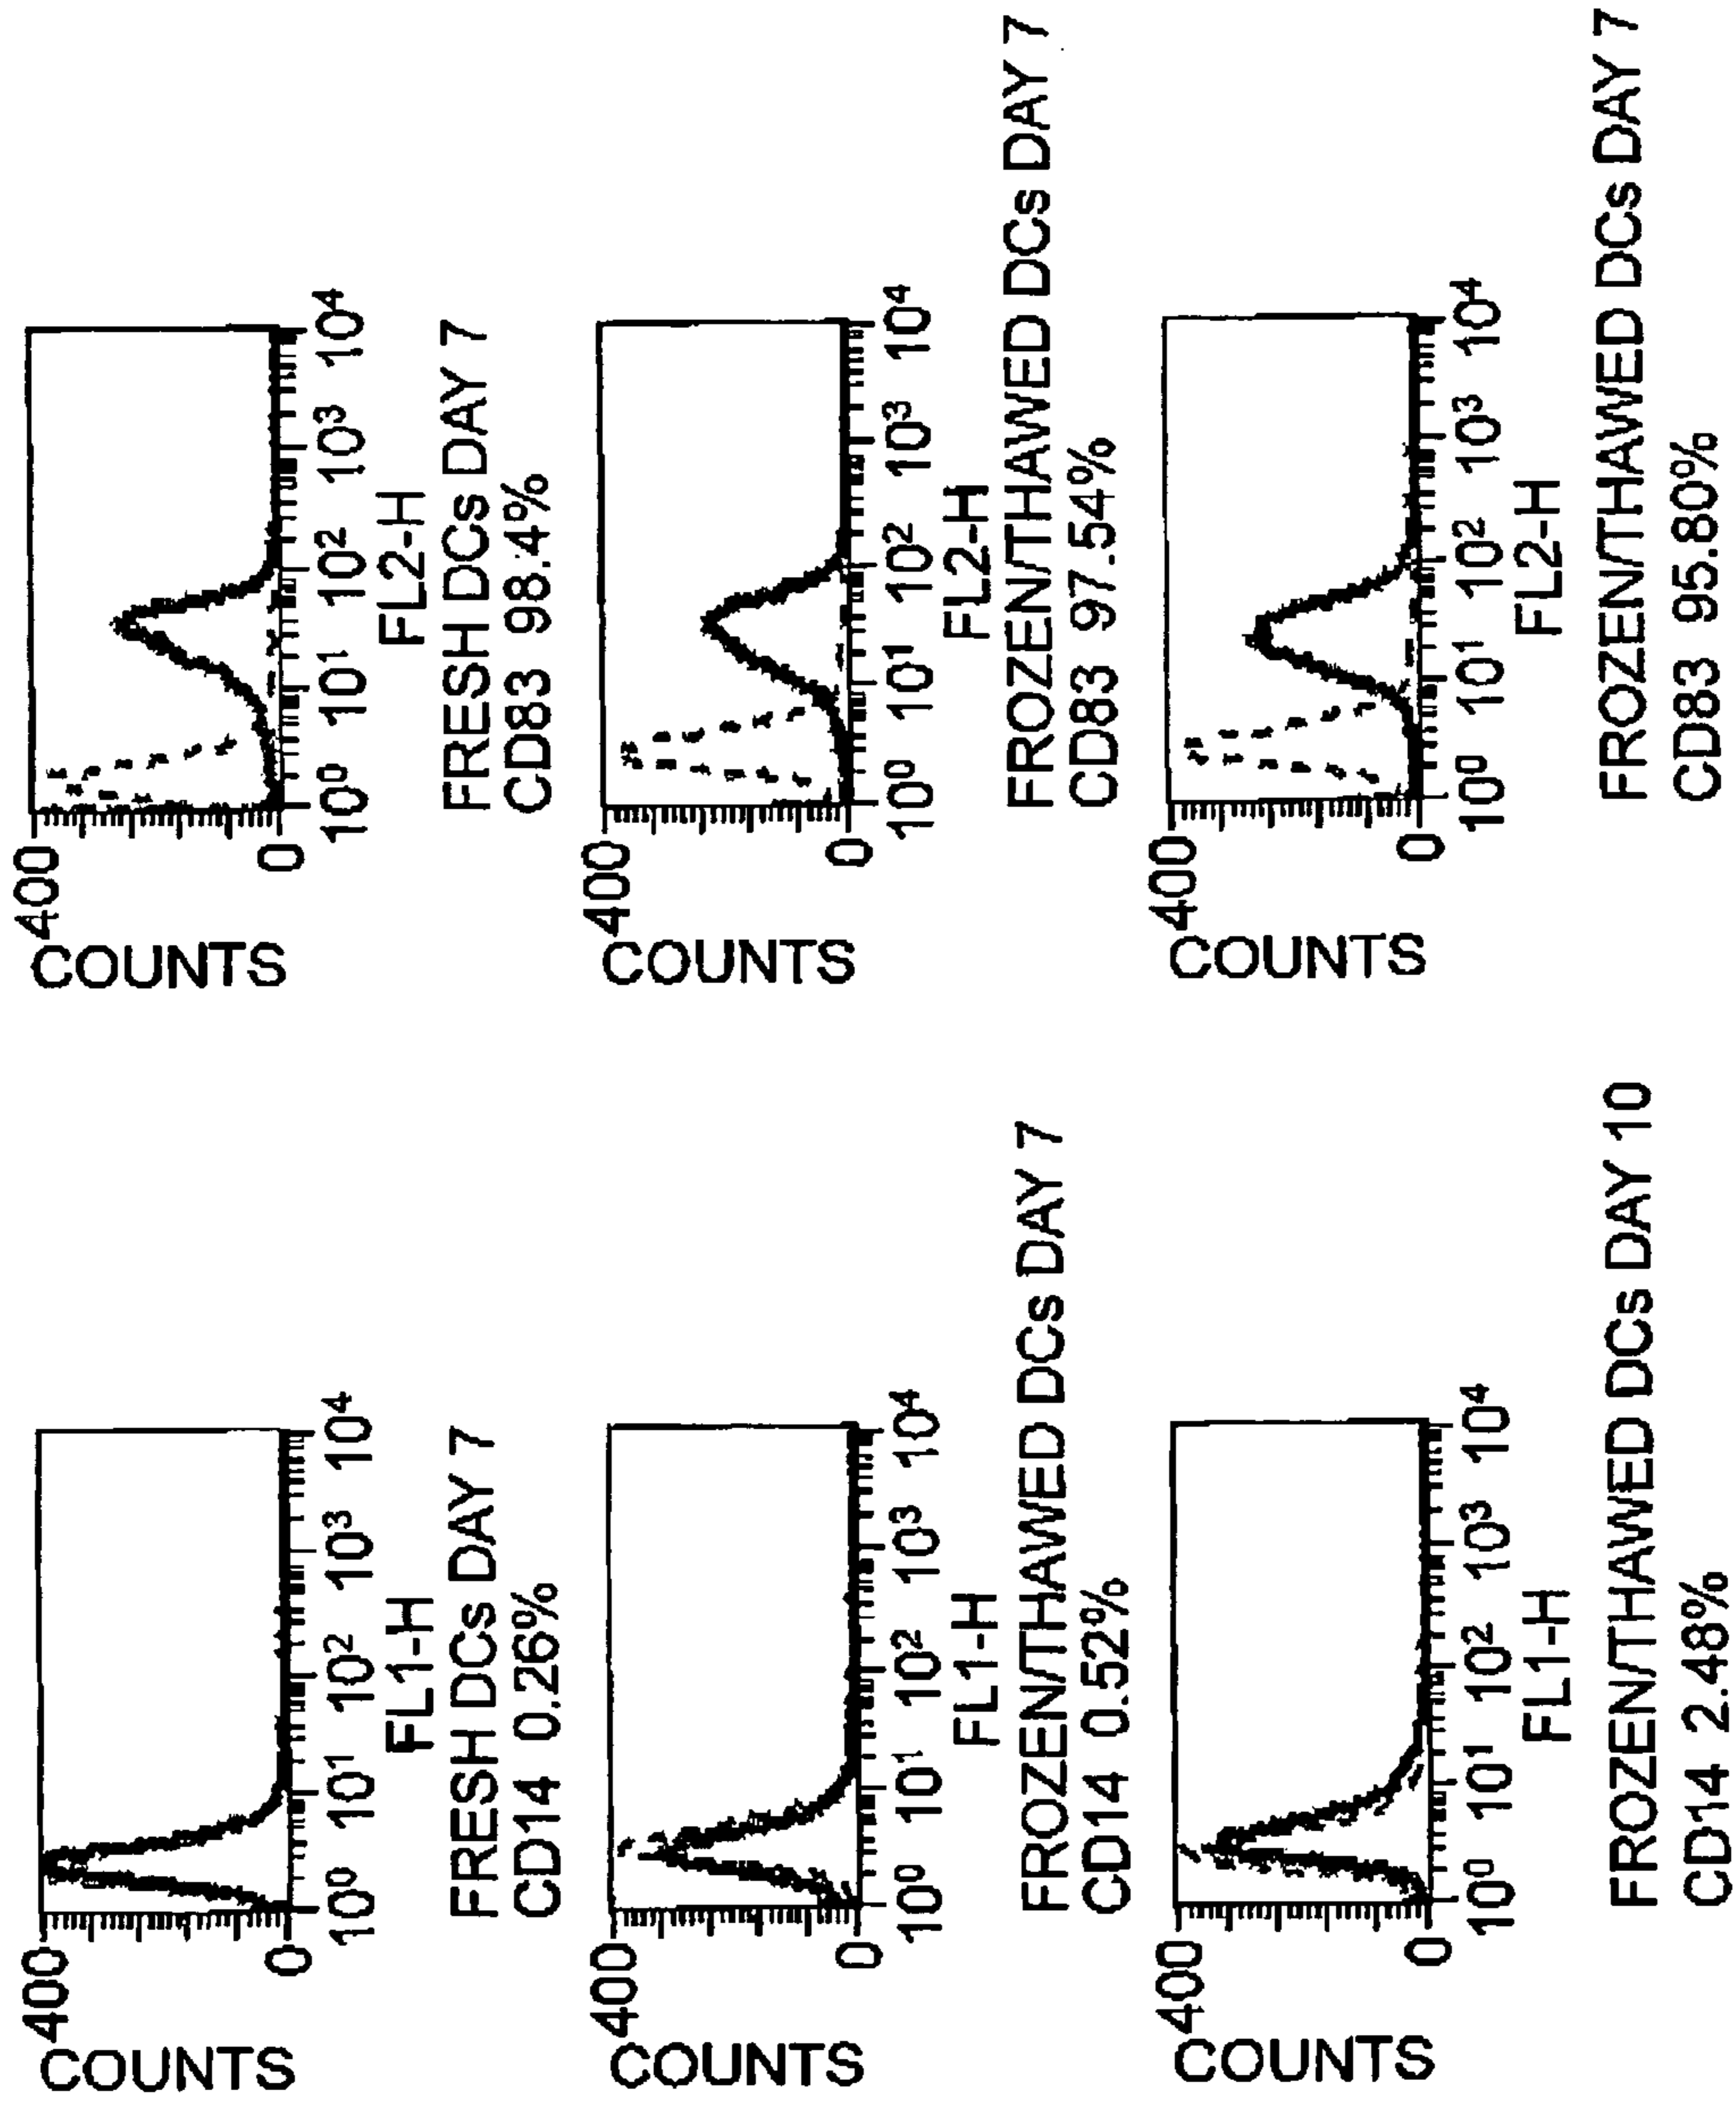 COUNTS
400
0
10⁰ 10¹ 10² 10³ 10⁴
FL1-H
FRESH DCs DAY 7
CD14 0.26%
COUNTS
400
0
10⁰ 10¹ 10² 10³ 10⁴
FL2-H
FRESH DCs DAY 7
CD83 98.4%
COUNTS
400
0
10⁰ 10¹ 10² 10³ 10⁴
FL1-H
FROZEN/THAWED DCs DAY 7
CD14 0.52%
COUNTS
400
0
10⁰ 10¹ 10² 10³ 10⁴
FL2-H
FROZEN/THAWED DCs DAY 7
CD83 97.54%
COUNTS
400
0
10⁰ 10¹ 10² 10³ 10⁴
FL1-H
FROZEN/THAWED DCs DAY 10
CD14 2.48%
COUNTS
400
0
10⁰ 10¹ 10² 10³ 10⁴
FL2-H
FROZEN/THAWED DCs DAY 7
CD83 95.80%